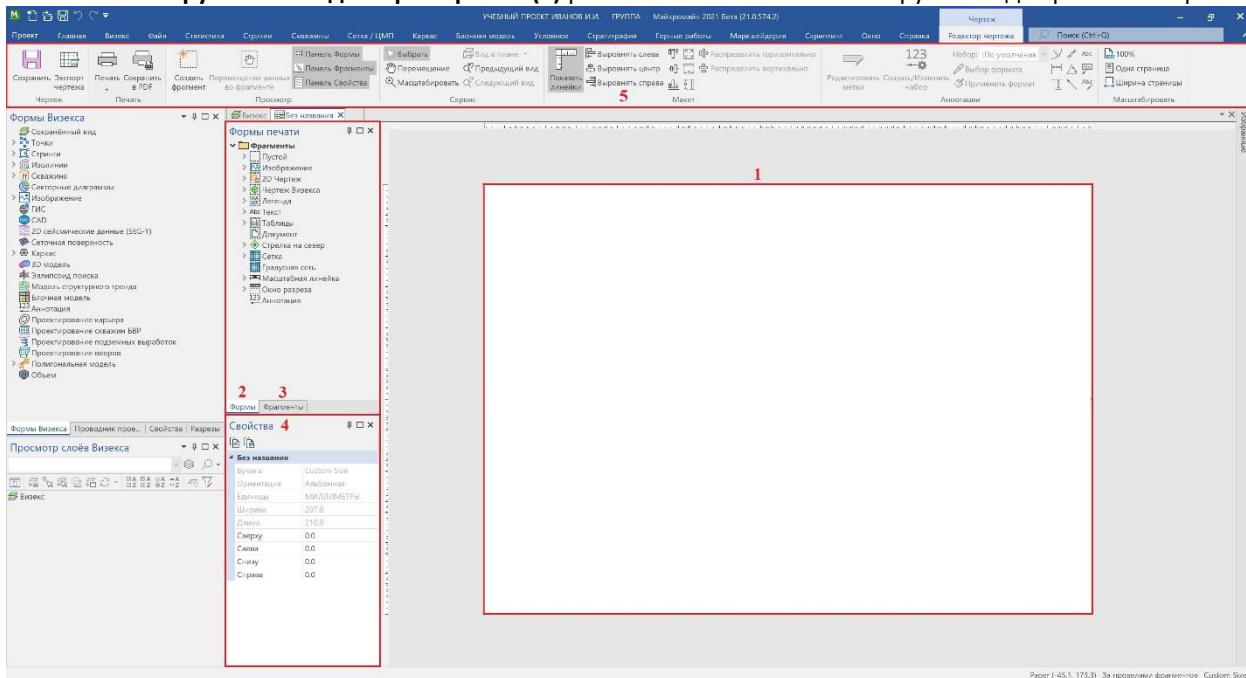 УЧЕБНЫЙ ПРОЕКТ ИВАНОВ И.И. - ГРУППА - Майкромайн 2021 Бета (21.0.574.2)
Чертеж
Проект Главная Визекс Файл Статистика Стринги Скважины Сетка / ЦМП Каркас Блочная модель Условное Стратиграфия Горные работы Маркшейдерия Скриптинг Окно Справка Редактор чертежа Поиск (Ctrl+Q)
Сохранить Экспорт чертежа Печать Сохранить в PDF Создать фрагмент Перемещение данных во фрагменте
Панель Формы
Панель Фрагменты
Панель Свойства
Выбрать
Перемещение
Масштабировать
Вид в плане
Предыдущий вид
Следующий вид
Показать линейки
Выровнять слева
Выровнять центр
Выровнять справа
Распределить горизонтально
Распределить вертикально
5
Редактировать метки
123
Создать/Изменить набор
Набор: (По умолчанию
Выбор формата
Применить формат
Abc
100%
Одна страница
Ширина страницы
Чертеж Печать Просмотр Сервис Макет Аннотации Масштабировать
Формы Визекса
Сохранённый вид
Точки
Стринги
Изолинии
Скважина
Секторные диаграммы
Изображение
ГИС
CAD
2D сейсмические данные (SEG-Y)
Сеточная поверхность
Каркас
3D модель
Эллипсоид поиска
Модель структурного тренда
Блочная модель
Аннотация
Проектирование карьера
Проектирование скважин БВР
Проектирование подземных выработок
Проектирование вееров
Полигональная модель
Объем
Формы Визекса Проводник прое... Свойства Разрезы
Просмотр слоёв Визекса
Визекс
Визекс Без названия
Формы печати
Фрагменты
Пустой
Изображение
2D Чертеж
Чертеж Визекса
Легенда
Abc Текст
Таблицы
Документ
Стрелка на север
Сетка
Градусная сеть
Масштабная линейка
Окно разреза
123 Аннотация
2 3
Формы Фрагменты
Свойства 4
Без названия
Бумага Custom Size
Ориентация Альбомная
Единицы МИЛЛИМЕТРЫ
Ширина 297.0
Длина 210.0
Сверху 0.0
Слева 0.0
Снизу 0.0
Справа 0.0
1
Paper (-45.1, 173.3) За пределами фрагментов Custom Size